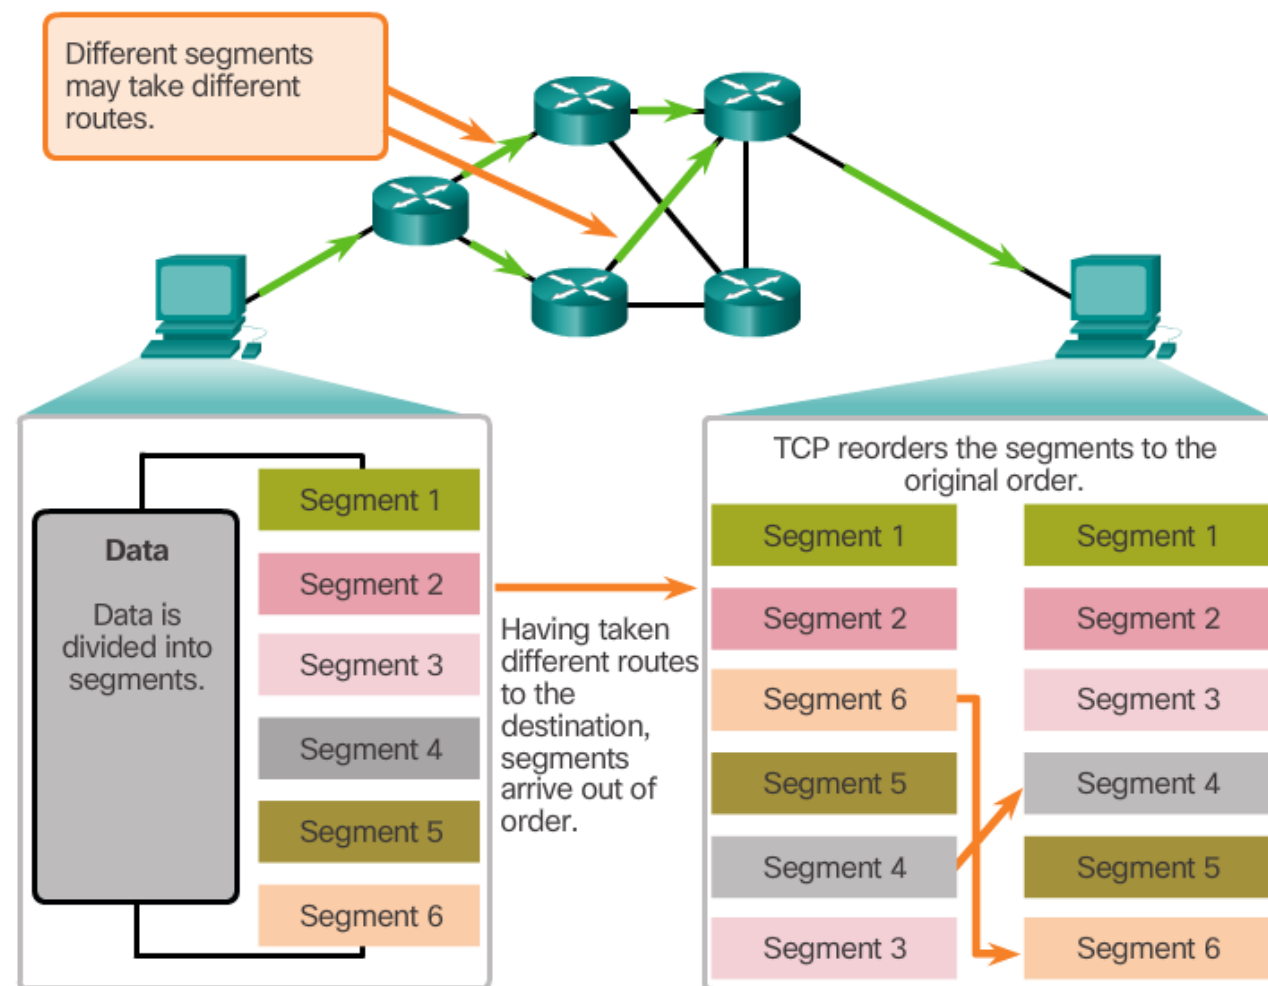 Different segments
may take different
routes.
Data
Data is
divided into
segments.
Segment 1
Segment 2
Segment 3
Segment 4
Segment 5
Segment 6
Having taken
different routes
to the
destination,
segments
arrive out of
order.
TCP reorders the segments to the
original order.
Segment 1
Segment 2
Segment 6
Segment 5
Segment 4
Segment 3
Segment 1
Segment 2
Segment 3
Segment 4
Segment 5
Segment 6